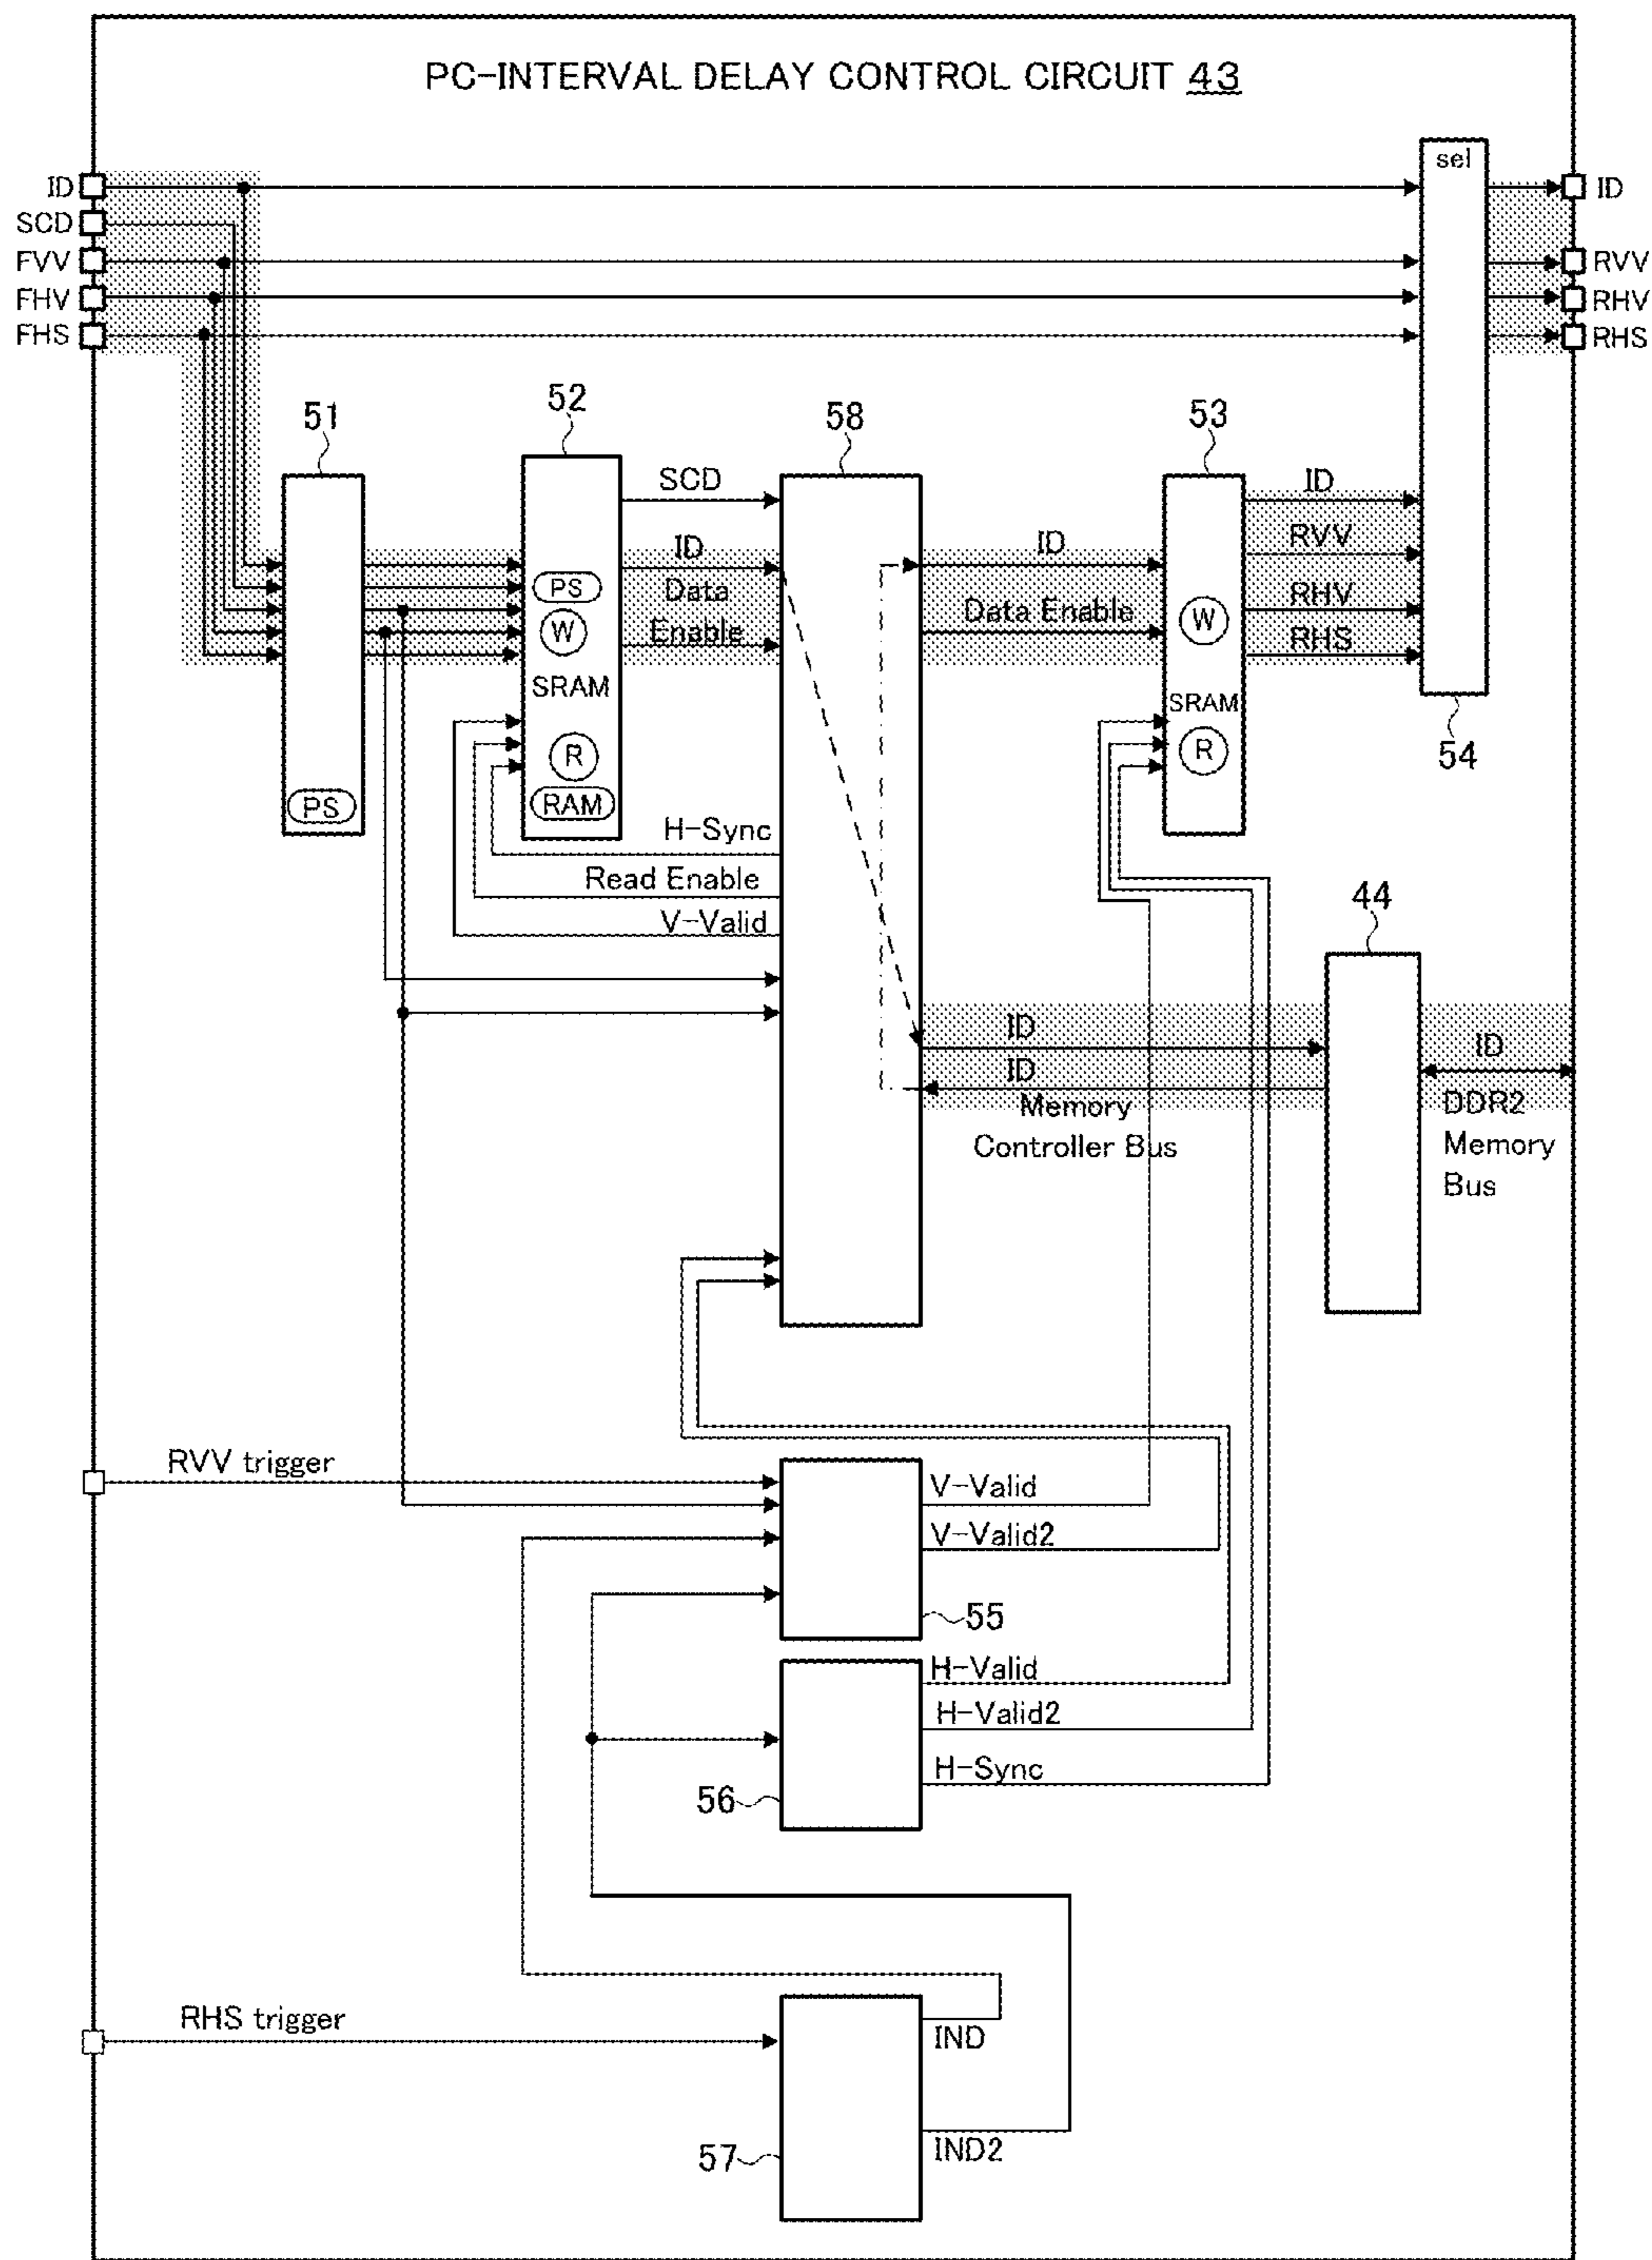 PC-INTERVAL DELAY CONTROL CIRCUIT 43
sel
ID
ID
SCD
FVV
RVV
FHV
RHV
FHS
RHS
51
52
58
53
SCD
ID
ID
ID
RVV
PS
Data
Data Enable
RHV
W
Enable
W
RHS
SRAM
SRAM
R
R
54
PS
RAM
H-Sync
Read Enable
44
V-Valid
ID
ID
ID
Memory
Controller Bus
DDR2
Memory
Bus
RVV trigger
V-Valid
V-Valid2
55
H-Valid
H-Valid2
H-Sync
56
RHS trigger
IND
IND2
57